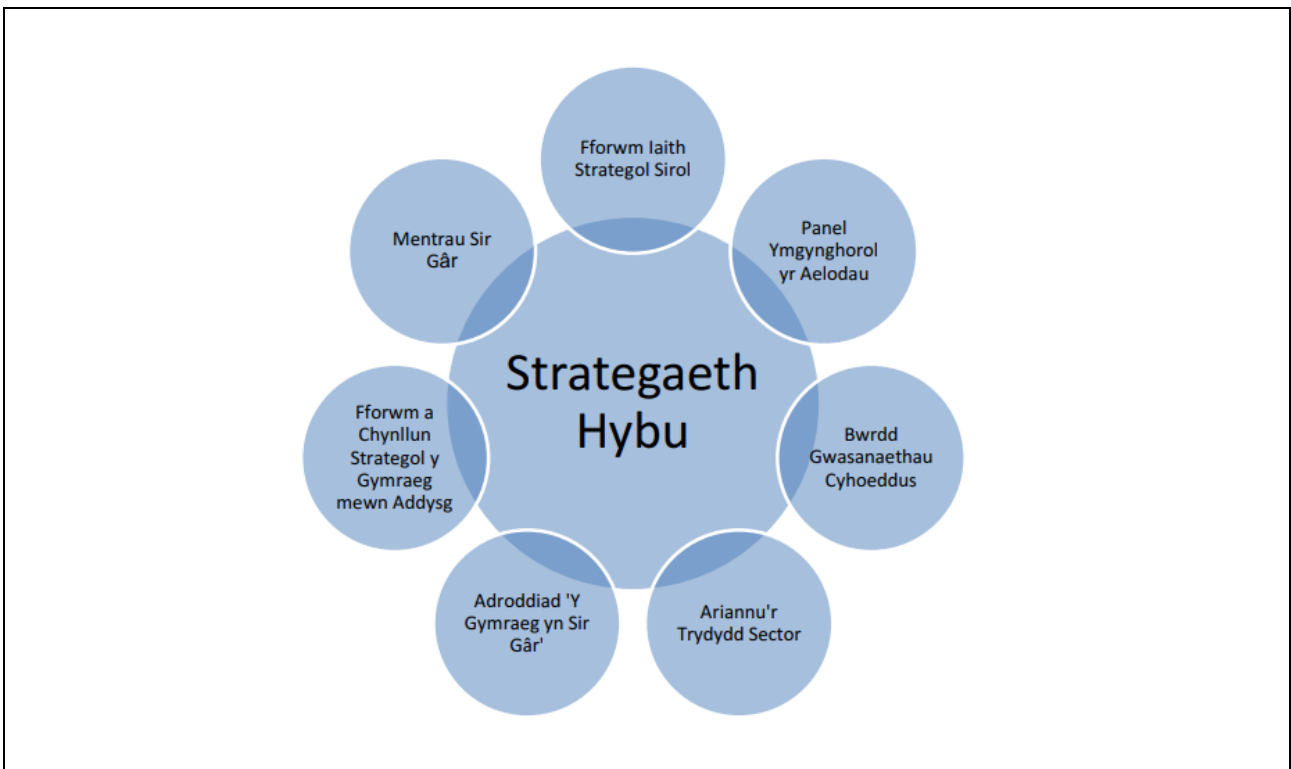 Fforwm Iaith
Strategol Sirol
Panel
Ymgynghorol
yr Aelodau
Bwrdd
Gwasanaethau
Cyhoeddus
Ariannu'r
Trydydd Sector
Adroddiad 'Y
Gymraeg yn Sir
Gâr'
Fforwm a
Chynllun
Strategol y
Gymraeg
mewn Addysg
Mentrau Sir
Gâr
Strategaeth
Hybu